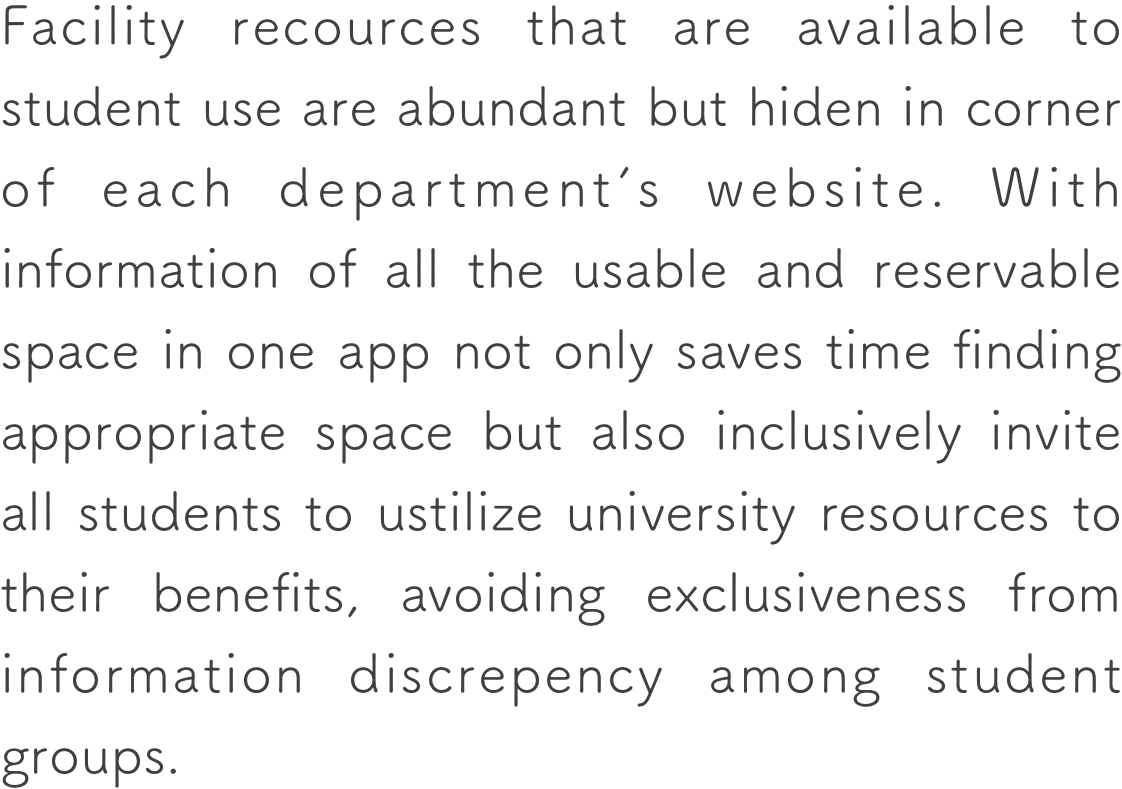 Facility recources that are available to
student use are abundant but hiden in corner
of each department´s website. With
information of all the usable and reservable
space in one app not only saves time finding
appropriate space but also inclusively invite
all students to ustilize university resources to
their benefits, avoiding exclusiveness from
information discrepency among student
groups.